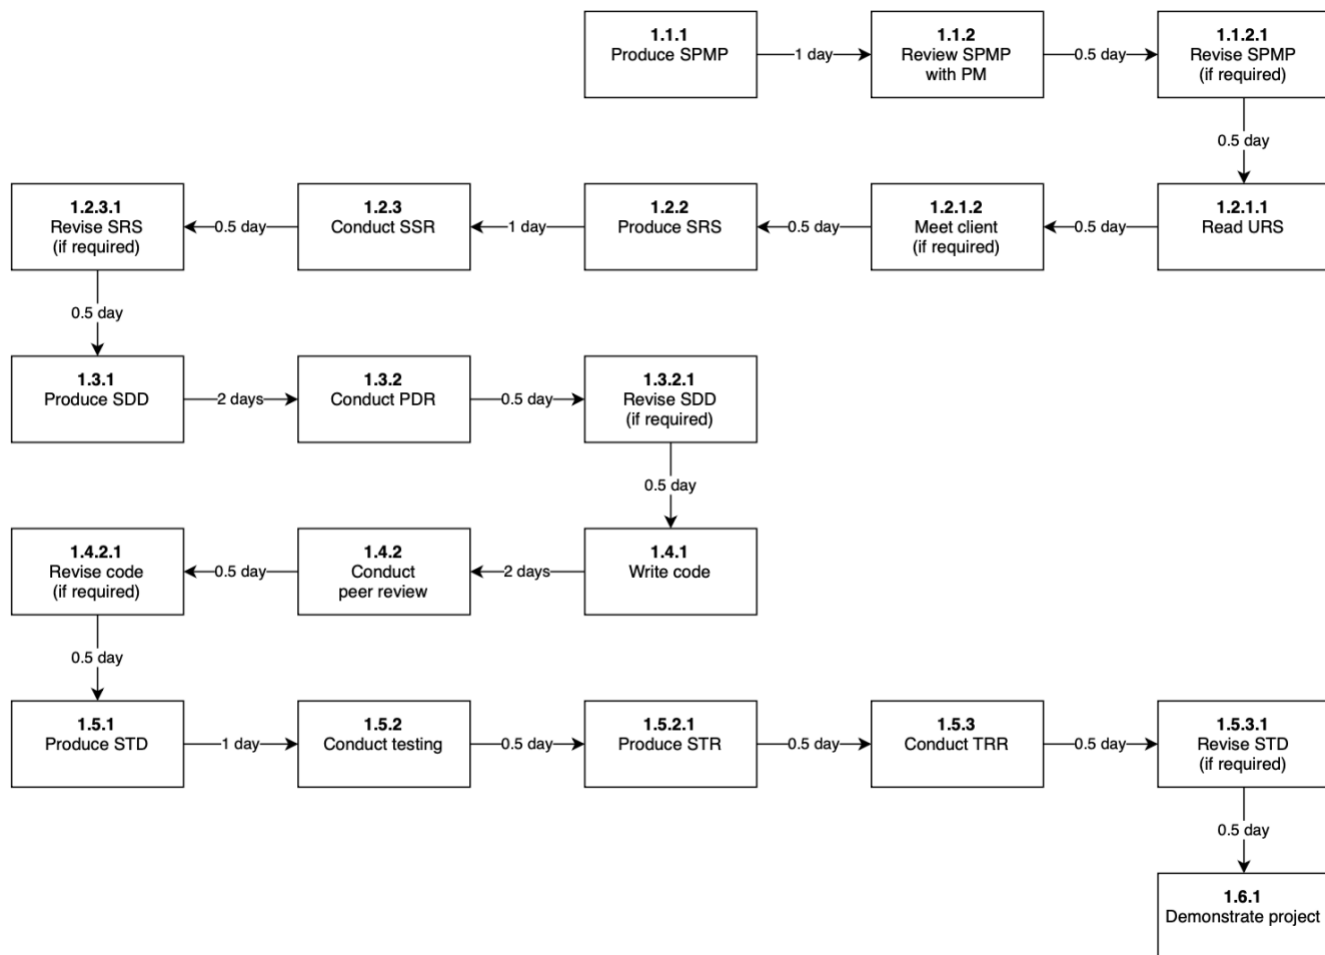 1.1.1
Produce SPMP
1 day
1.1.2
Review SPMP
with PM
0.5 day
1.1.2.1
Revise SPMP
(if required)
0.5 day
1.2.1.1
Read URS
0.5 day
1.2.1.2
Meet client
(if required)
0.5 day
1.2.2
Produce SRS
1 day
1.2.3
Conduct SSR
0.5 day
1.2.3.1
Revise SRS
(if required)
0.5 day
1.3.1
Produce SDD
2 days
1.3.2
Conduct PDR
0.5 day
1.3.2.1
Revise SDD
(if required)
0.5 day
1.4.1
Write code
2 days
1.4.2
Conduct
peer review
0.5 day
1.4.2.1
Revise code
(if required)
0.5 day
1.5.1
Produce STD
1 day
1.5.2
Conduct testing
0.5 day
1.5.2.1
Produce STR
0.5 day
1.5.3
Conduct TRR
0.5 day
1.5.3.1
Revise STD
(if required)
0.5 day
1.6.1
Demonstrate project